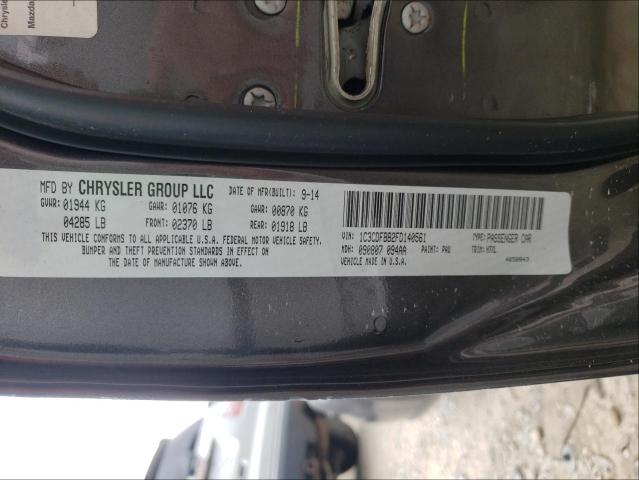 Chrysle
Mazda
MFD BY CHRYSLER GROUP LLC DATE OF MFR(BUILT): 9-14
GVWR: 01944 KG GAWR: 01076 KG GAWR: 00870 KG
04285 LB FRONT: 02370 LB REAR: 01918 LB
THIS VEHICLE CONFORMS TO ALL APPLICABLE U.S.A. FEDERAL MOTOR VEHICLE SAFETY,
BUMPER AND THEFT PREVENTION STANDARDS IN EFFECT ON
THE DATE OF MANUFACTURE SHOWN ABOVE.
VIN: 1C3CDFBB2FD140561 TYPE: PASSENGER CAR
MDH: 090807 094AA PAINT: TRIM:
VEHICLE MADE IN U.S.A.